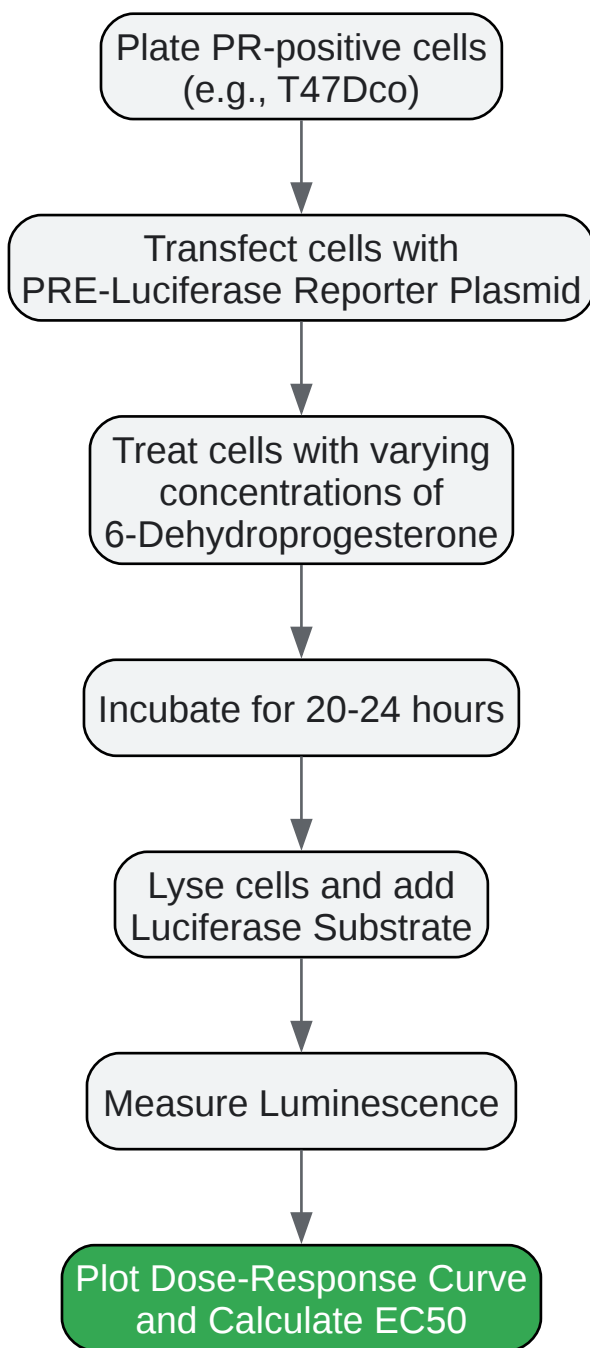 Plate PR-positive cells
(e.g., T47Dco)
Transfect cells with
PRE-Luciferase Reporter Plasmid
Treat cells with varying
concentrations of
6-Dehydroprogesterone
Incubate for 20-24 hours
Lyse cells and add
Luciferase Substrate
Measure Luminescence
Plot Dose-Response Curve
and Calculate EC50